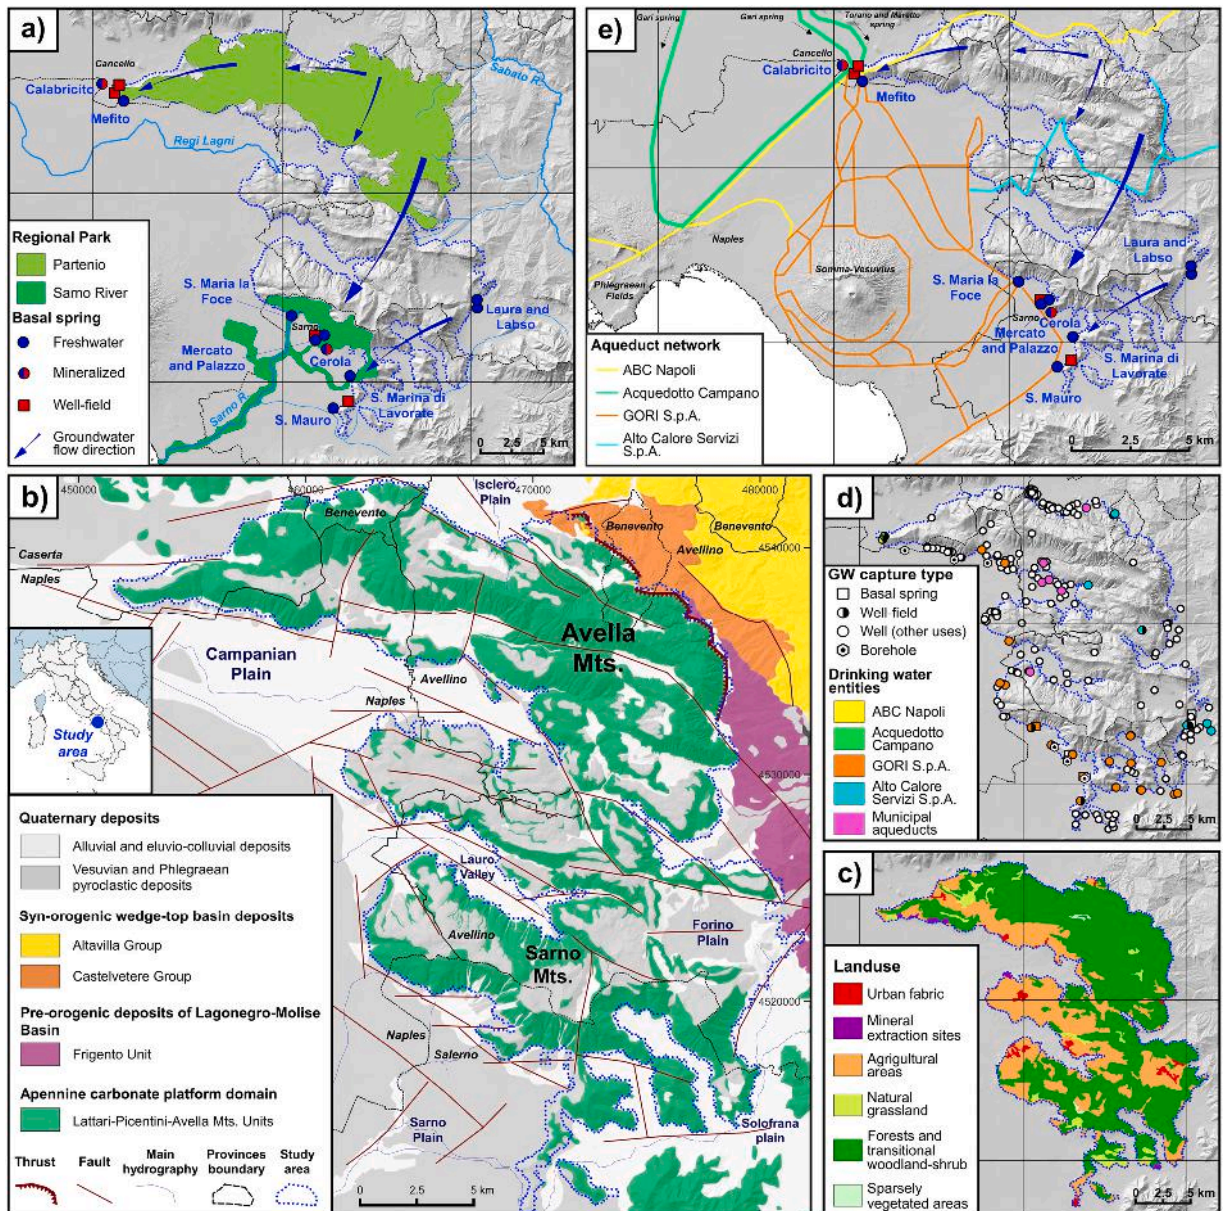 a)
Cancello
Calabricito
Mefito
Sabato R.
Regi Lagni
Regional Park
Partenio
Sarno River
Basal spring
Freshwater
Mineralized
Well-field
Groundwater
flow direction
S. Maria la
Foce
Sarno
Mercato
and Palazzo
Cerola
Laura and
Labso
S. Marina di
Lavorate
S. Mauro
Sarno R.
0 2.5 5 km
e)
Gari spring
Gari spring
Torano and Maretto
spring
Cancello
Calabricito
Mefito
Naples
Somma-Vesuvius
Phlegraean
Fields
Laura and
Labso
S. Maria la
Foce
Sarno
Cerola
Mercato
and Palazzo
S. Marina di
Lavorate
S. Mauro
Aqueduct network
ABC Napoli
Acquedotto Campano
GORI S.p.A.
Alto Calore Servizi
S.p.A.
0 2.5 5 km
b)
450000
460000
470000
480000
Isclero
Plain
Benevento
Benevento
Benevento
Avellino
4540000
Caserta
Naples
Avella
Mts.
Campanian
Plain
Avellino
Naples
Study
area
4530000
Lauro
Valley
Forino
Plain
Avellino
Sarno
Mts.
4520000
Naples
Salerno
Sarno
Plain
Solofrana
plain
Quaternary deposits
Alluvial and eluvio-colluvial deposits
Vesuvian and Phlegraean
pyroclastic deposits
Syn-orogenic wedge-top basin deposits
Altavilla Group
Castelvetere Group
Pre-orogenic deposits of Lagonegro-Molise
Basin
Frigento Unit
Apennine carbonate platform domain
Lattari-Picentini-Avella Mts. Units
Thrust
Fault
Main
hydrography
Provinces
boundary
Study
area
0 2.5 5 km
d)
GW capture type
Basal spring
Well-field
Well (other uses)
Borehole
Drinking water
entities
ABC Napoli
Acquedotto
Campano
GORI S.p.A.
Alto Calore
Servizi S.p.A.
Municipal
aqueducts
0 2.5 5 km
c)
Landuse
Urban fabric
Mineral
extraction sites
Agrigultural
areas
Natural
grassland
Forests and
transitional
woodland-shrub
Sparsely
vegetated areas
0 2.5 5 km